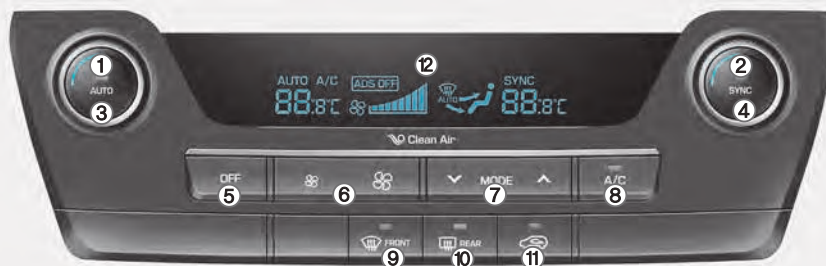 ① ② ⑫
AUTO A/C ADS OFF SYNC
AUTO SYNC
88.8°C AUTO 88.8°C
③ ④
Clean Air
OFF MODE A/C
⑤ ⑥ ⑦ ⑧
FRONT REAR
⑨ ⑩ ⑪